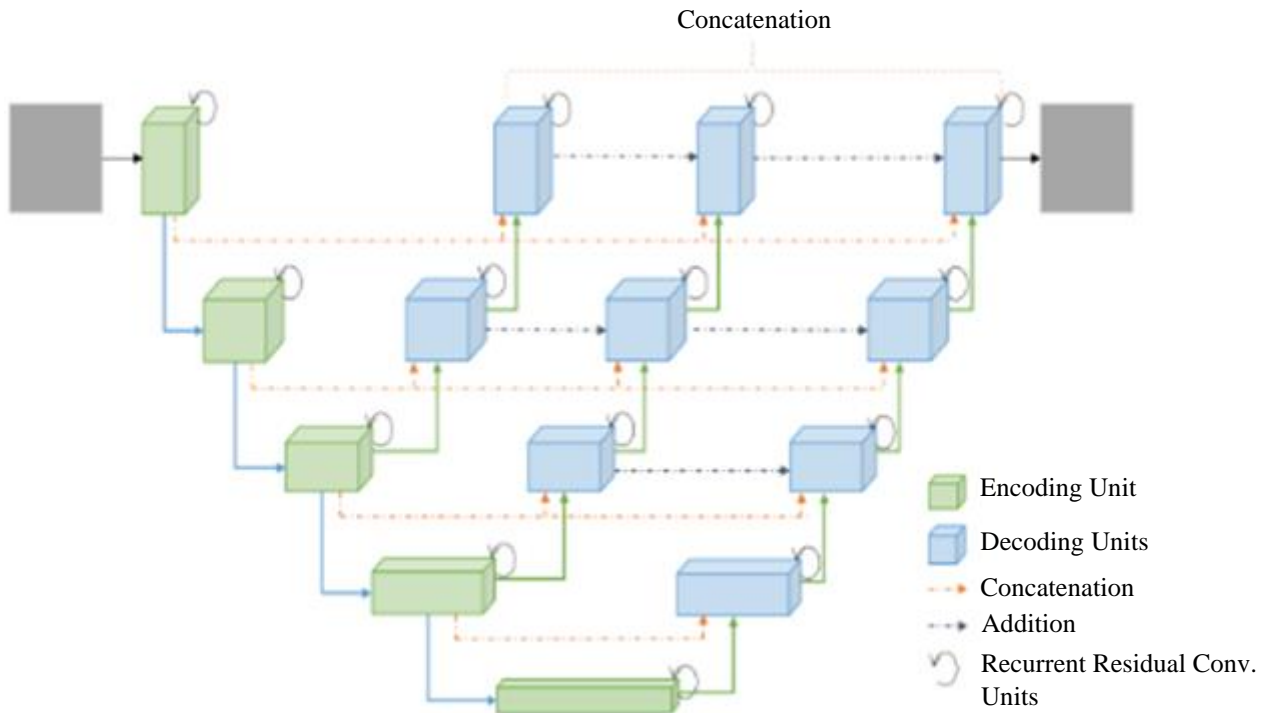 Concatenation
Encoding Unit
Decoding Units
Concatenation
Addition
Recurrent Residual Conv.
Units